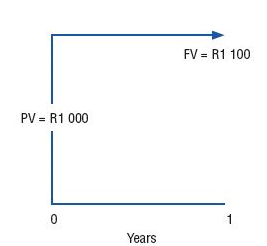 FV = R1 100
PV = R1 000
0 1
Years